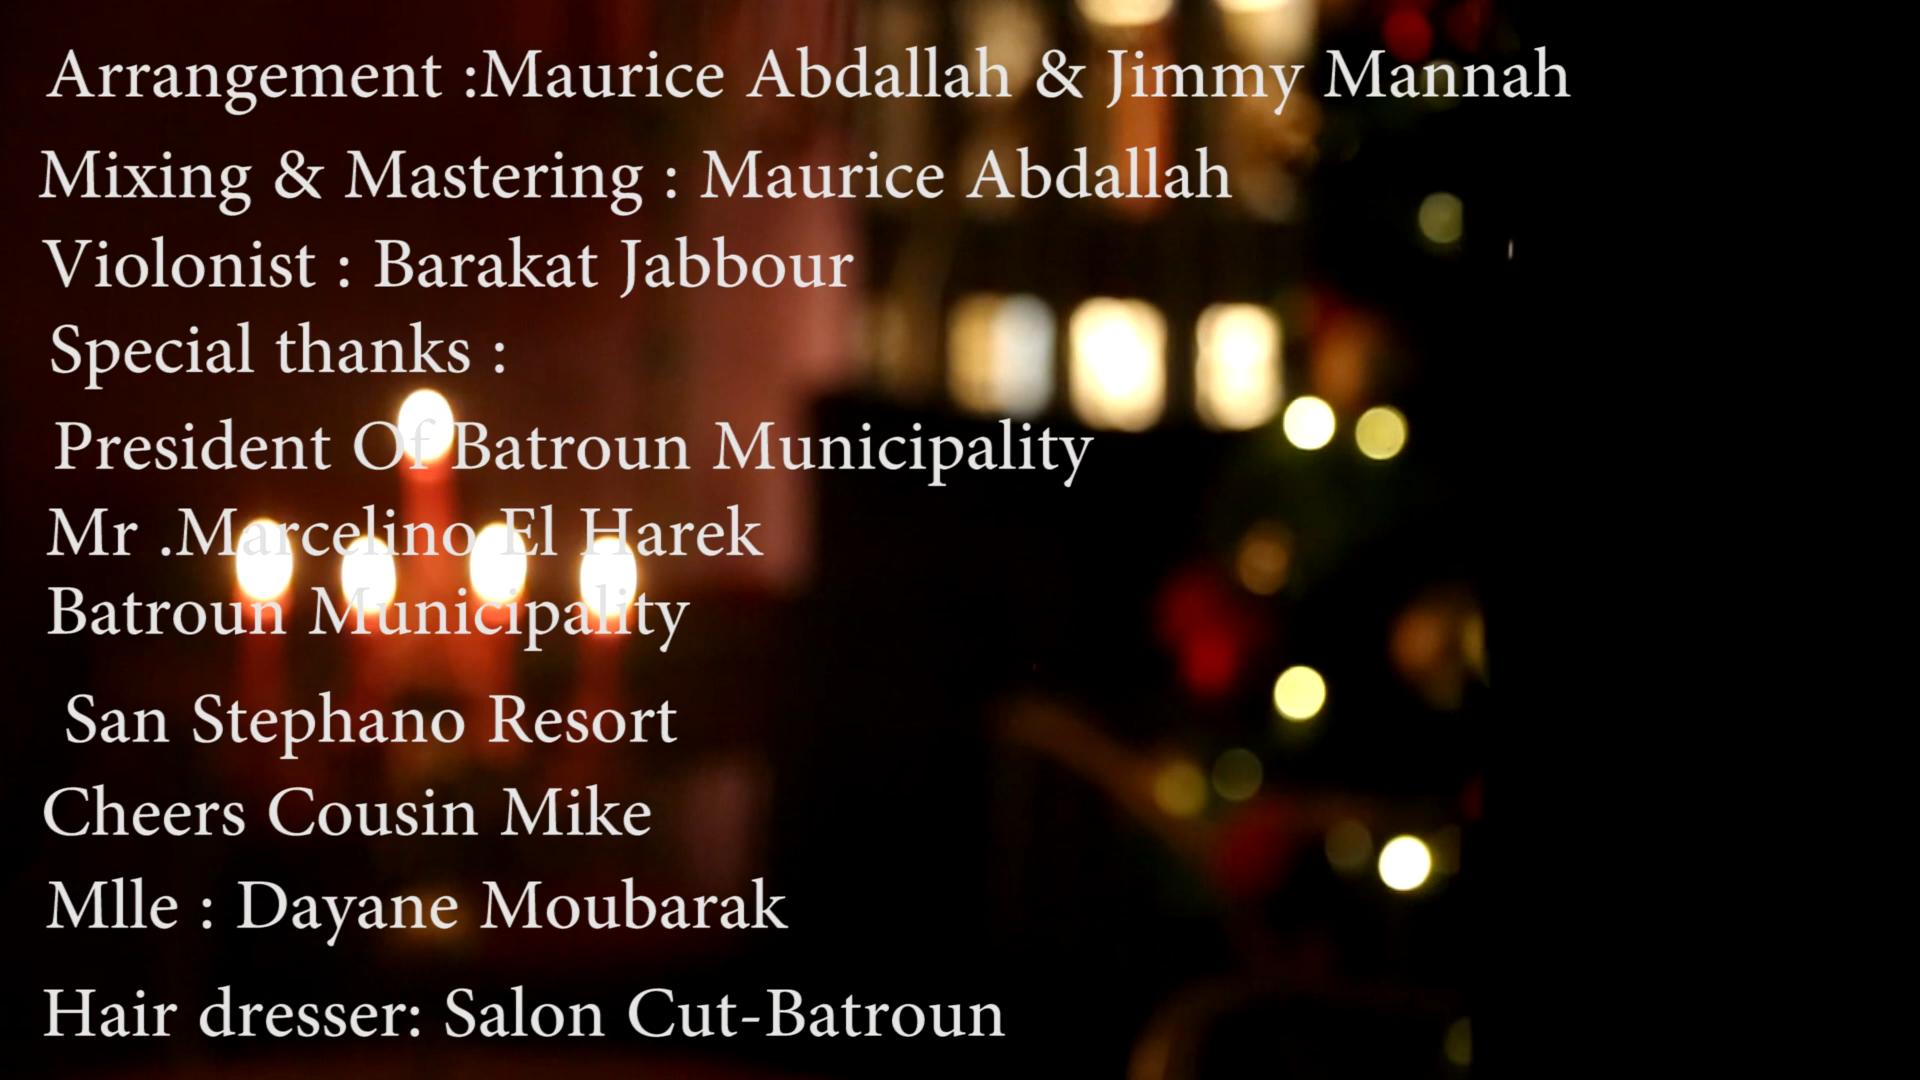 Arrangement :Maurice Abdallah & Jimmy Mannah
Mixing & Mastering : Maurice Abdallah
Violonist : Barakat Jabbour
Special thanks :
President Of Batroun Municipality
Mr .Marcelino El Harek
Batroun Municipality
San Stephano Resort
Cheers Cousin Mike
Mlle : Dayane Moubarak
Hair dresser: Salon Cut-Batroun